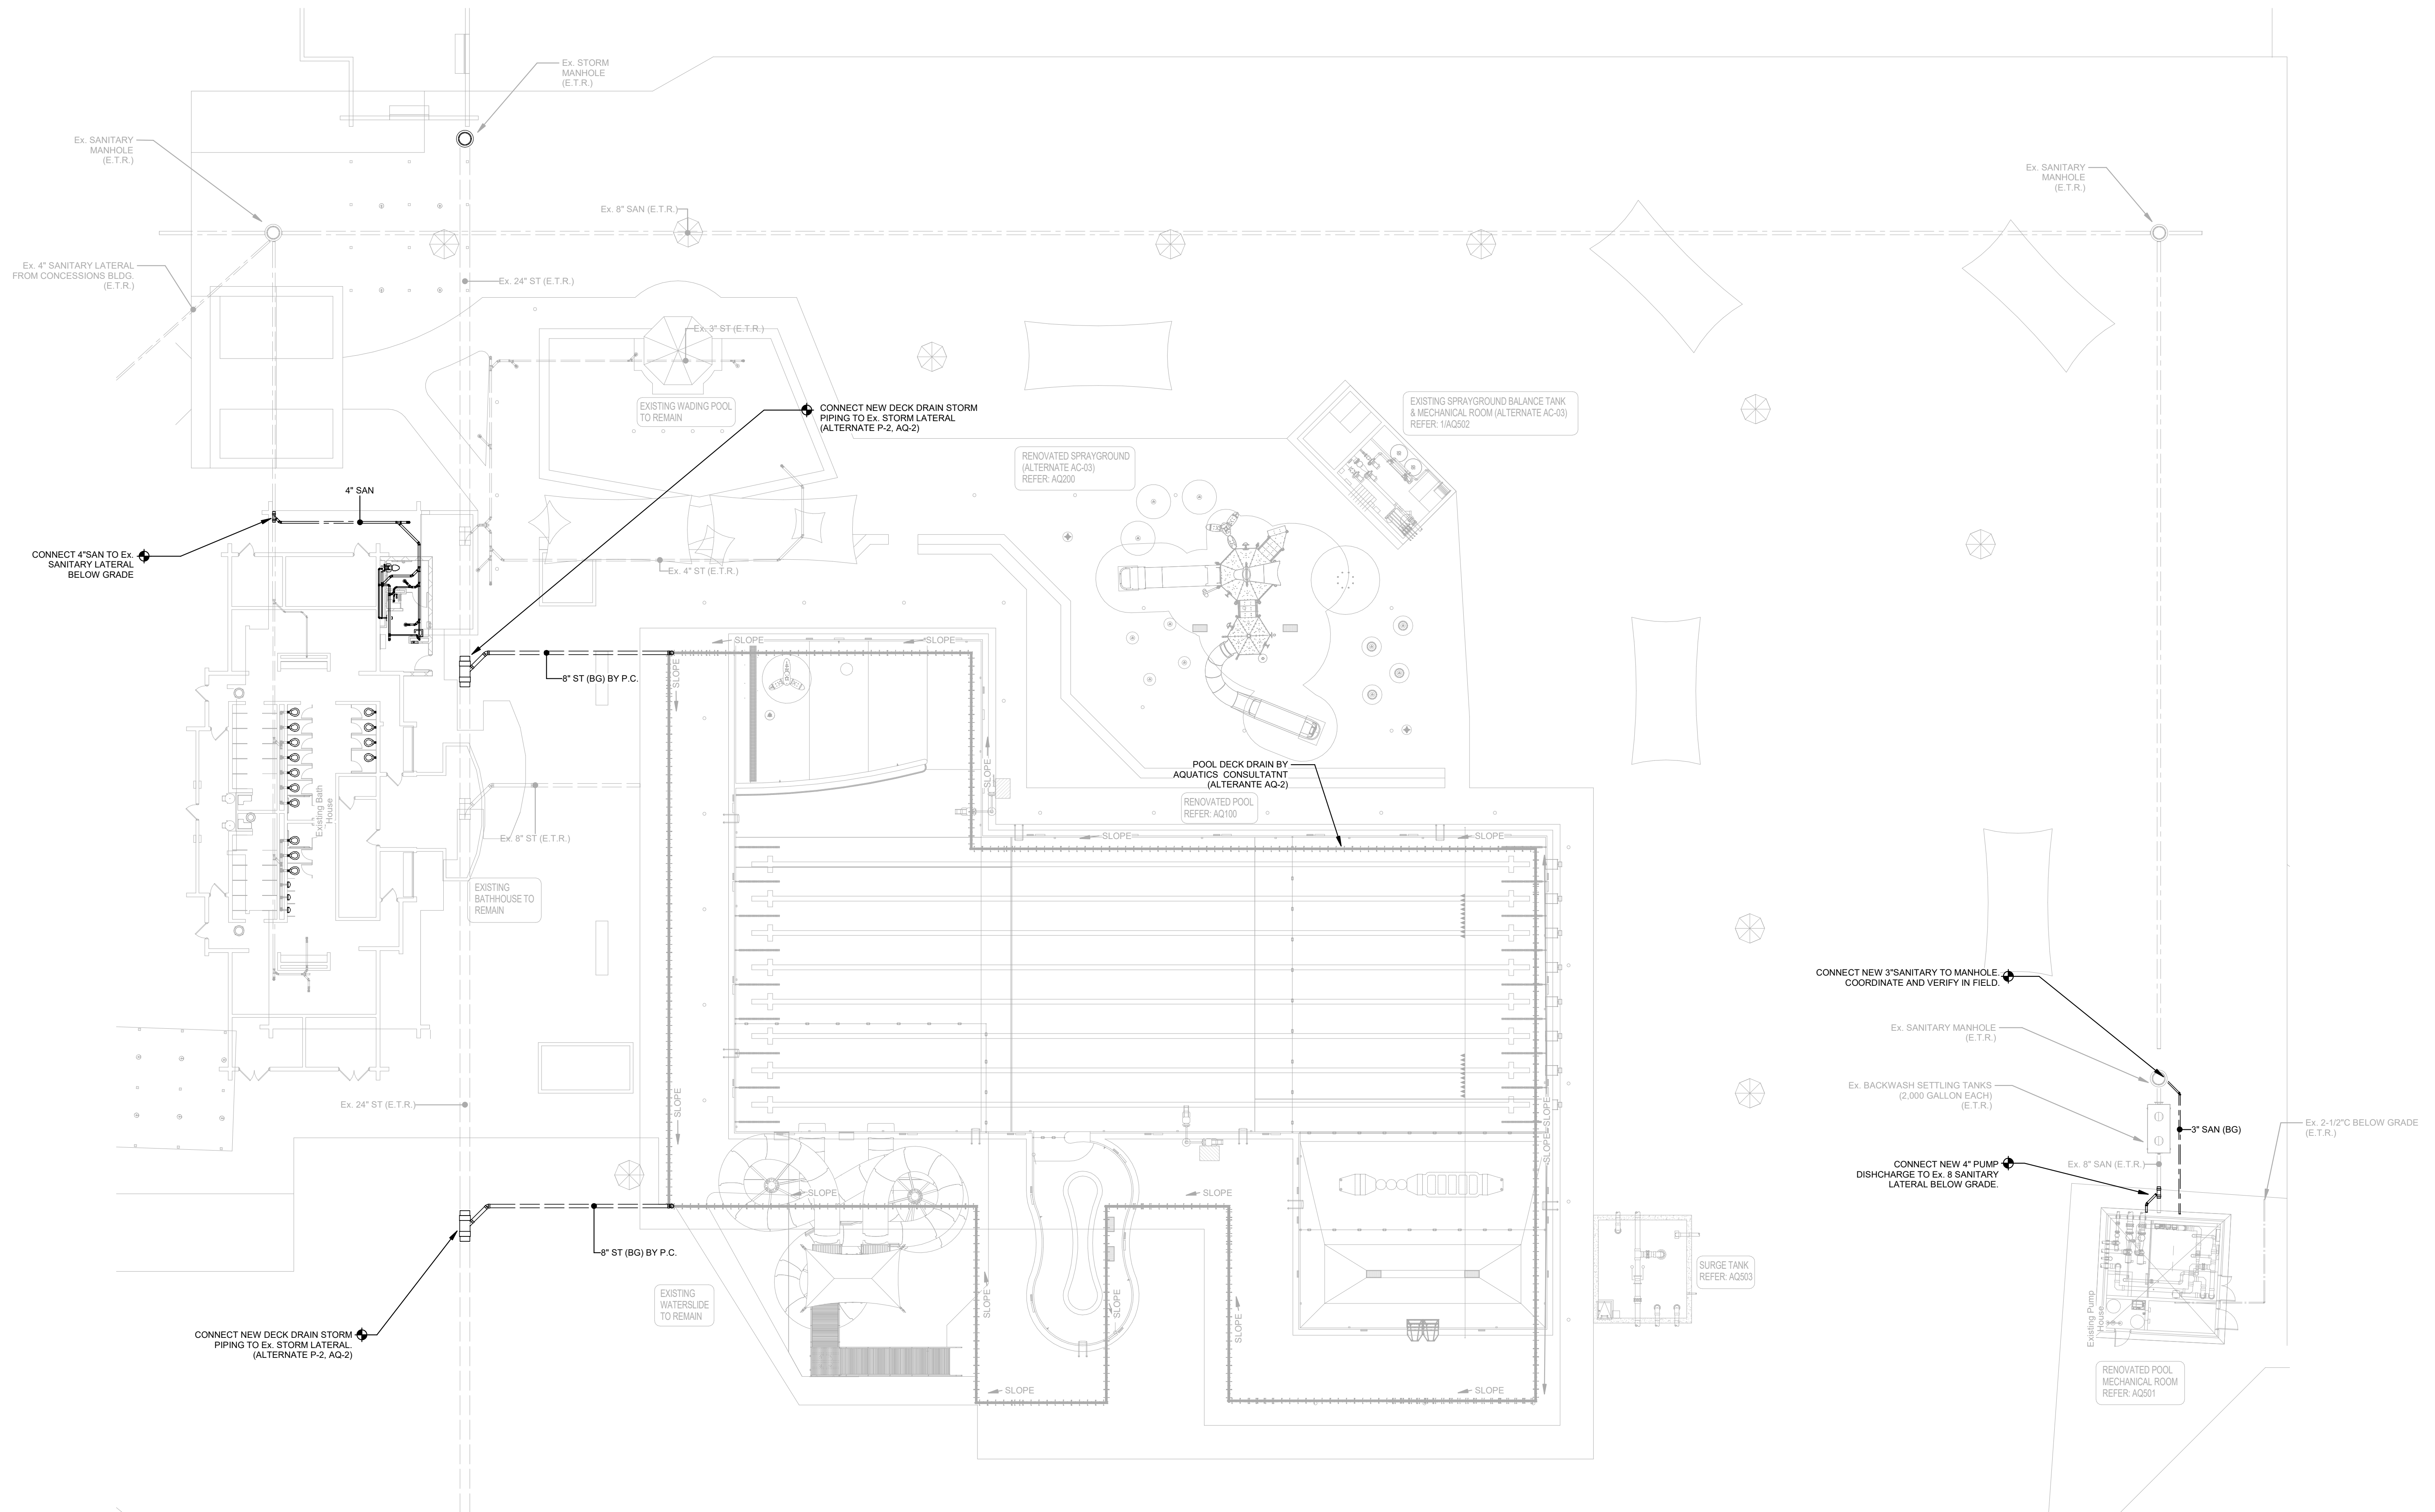 Ex. STORM
MANHOLE
(E.T.R.)
Ex. SANITARY
MANHOLE
(E.T.R.)
Ex. SANITARY
MANHOLE
(E.T.R.)
Ex. 8" SAN (E.T.R.)
Ex. 4" SANITARY LATERAL
FROM CONCESSIONS BLDG.
(E.T.R.)
Ex. 24" ST (E.T.R.)
Ex. 3" ST (E.T.R.)
EXISTING WADING POOL
TO REMAIN
CONNECT NEW DECK DRAIN STORM
PIPING TO Ex. STORM LATERAL
(ALTERNATE P-2, AQ-2)
EXISTING SPRAYGROUND BALANCE TANK
& MECHANICAL ROOM (ALTERNATE AC-03)
REFER: 1/AQ502
RENOVATED SPRAYGROUND
(ALTERNATE AC-03)
REFER: AQ200
4" SAN
CONNECT 4"SAN TO Ex.
SANITARY LATERAL
BELOW GRADE
Ex. 4" ST (E.T.R.)
SLOPE
SLOPE
SLOPE
8" ST (BG) BY P.C.
SLOPE
POOL DECK DRAIN BY
AQUATICS CONSULTATNT
(ALTERANTE AQ-2)
RENOVATED POOL
REFER: AQ100
Existing Bath
House
Ex. 8" ST (E.T.R.)
SLOPE
SLOPE
EXISTING
BATHHOUSE TO
REMAIN
CONNECT NEW 3"SANITARY TO MANHOLE.
COORDINATE AND VERIFY IN FIELD.
Ex. SANITARY MANHOLE
(E.T.R.)
Ex. BACKWASH SETTLING TANKS
(2,000 GALLON EACH)
(E.T.R.)
Ex. 24" ST (E.T.R.)
SLOPE
SLOPE
SLOPE
Ex. 2-1/2"C BELOW GRADE
(E.T.R.)
3" SAN (BG)
CONNECT NEW 4" PUMP
DISHCHARGE TO Ex. 8 SANITARY
LATERAL BELOW GRADE.
Ex. 8" SAN (E.T.R.)
SLOPE
SLOPE
8" ST (BG) BY P.C.
SURGE TANK
REFER: AQ503
EXISTING
WATERSLIDE
TO REMAIN
SLOPE
SLOPE
SLOPE
Existing Pump
House
CONNECT NEW DECK DRAIN STORM
PIPING TO Ex. STORM LATERAL.
(ALTERNATE P-2, AQ-2)
RENOVATED POOL
MECHANICAL ROOM
REFER: AQ501
SLOPE
SLOPE